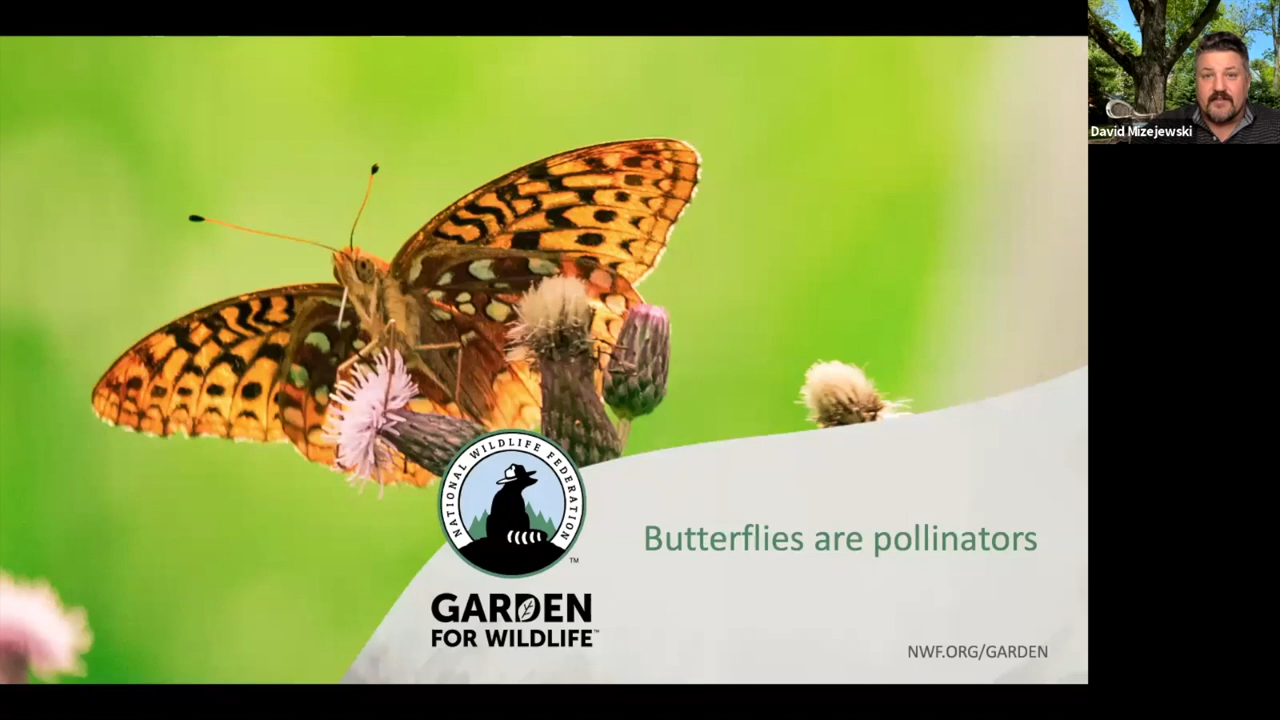 David Mizejewski
NATIONAL WILDLIFE FEDERATION
TM
Butterflies are pollinators
GARDEN
FOR WILDLIFE™
NWF.ORG/GARDEN